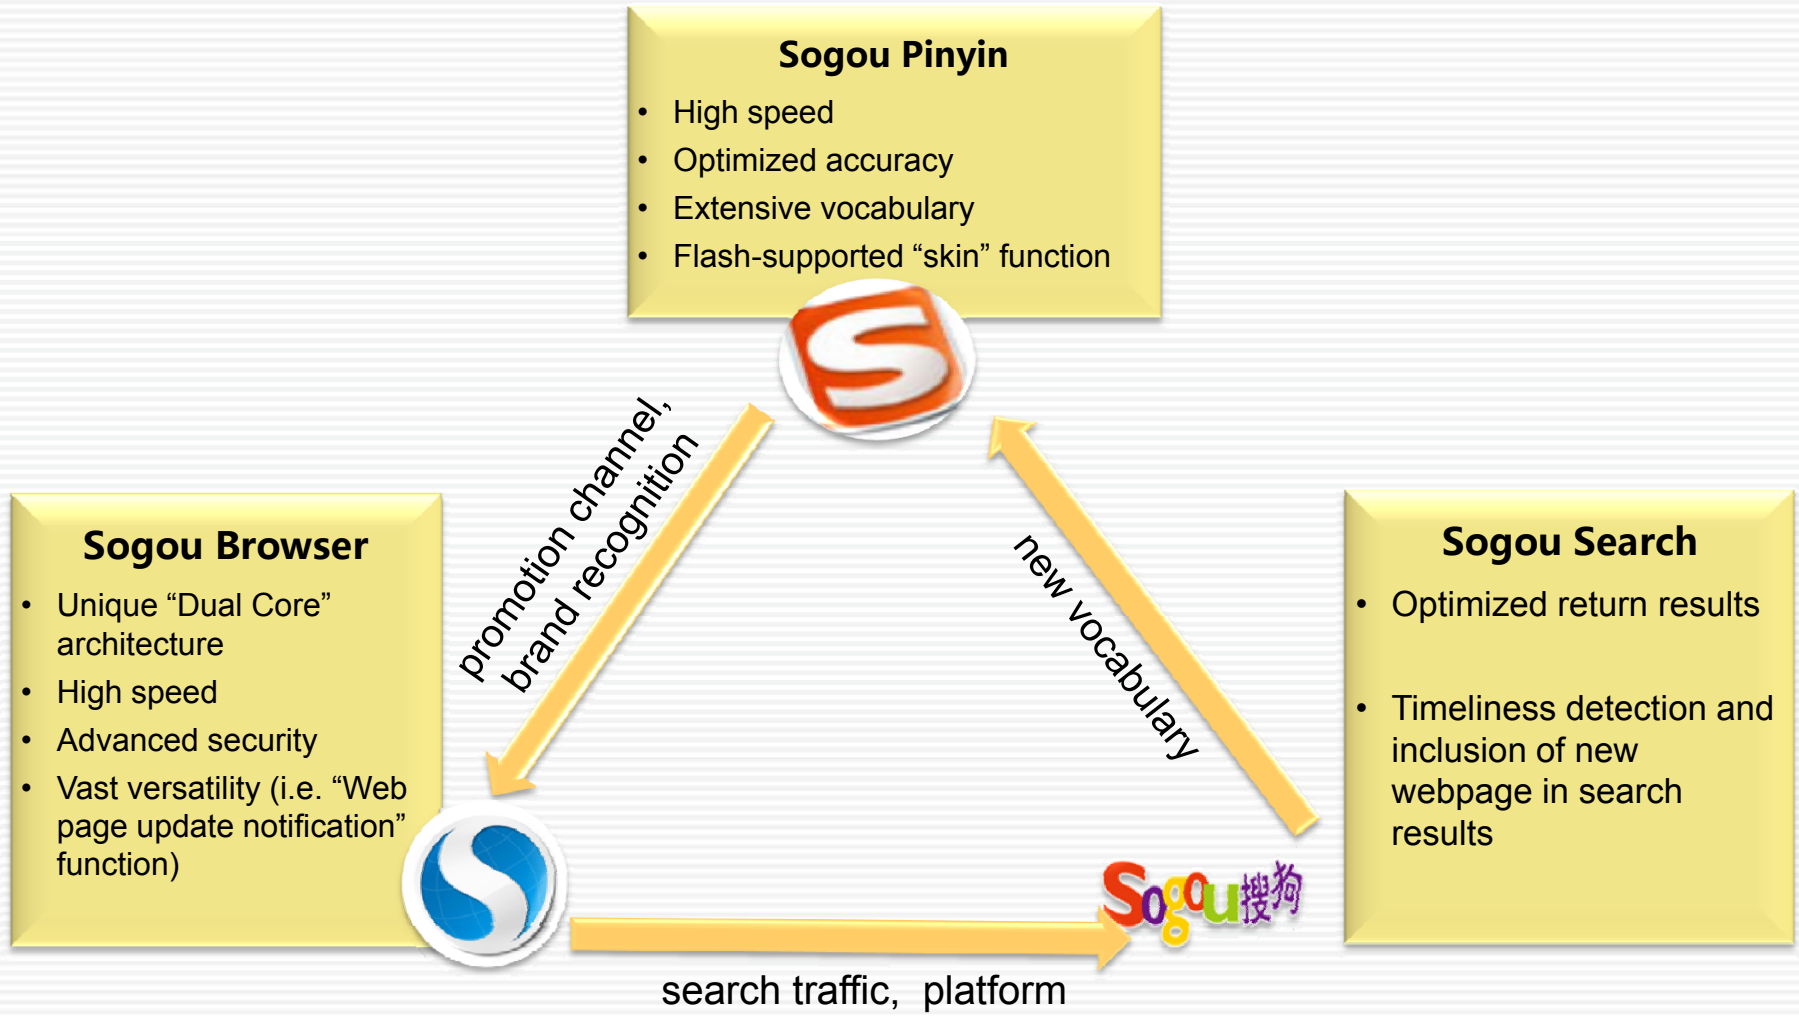 Sogou Pinyin
• High speed
• Optimized accuracy
• Extensive vocabulary
• Flash-supported “skin” function
S
promotion channel,
brand recognition
new vocabulary
Sogou Browser
• Unique “Dual Core”
architecture
• High speed
• Advanced security
• Vast versatility (i.e. “Web
page update notification”
function)
Sogou Search
• Optimized return results
• Timeliness detection and
inclusion of new
webpage in search
results
S
Sogou搜狗
search traffic, platform